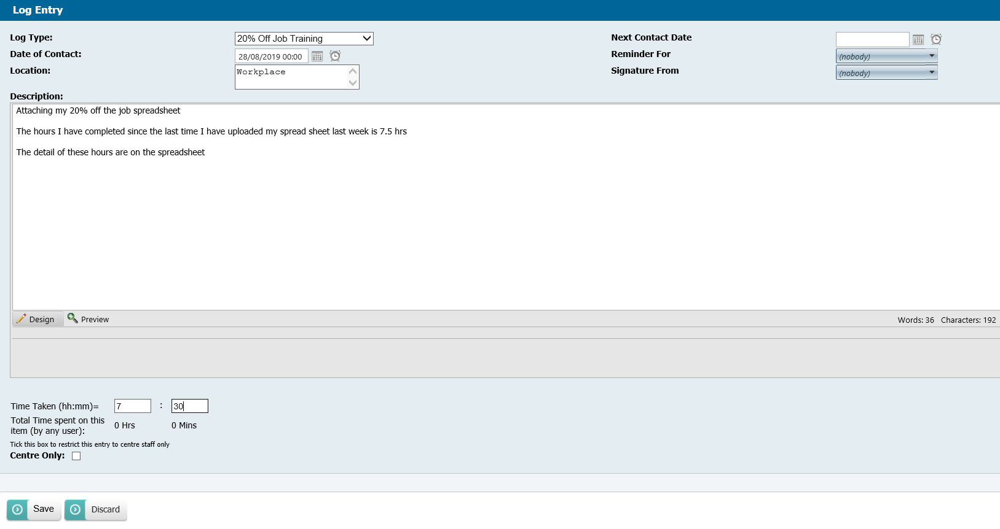 Log Entry
Log Type: 20% Off Job Training Next Contact Date
Date of Contact: 28/08/2019 00:00 Reminder For (nobody)
Location: Workplace Signature From (nobody)
Description:
Attaching my 20% off the job spreadsheet
The hours I have completed since the last time I have uploaded my spread sheet last week is 7.5 hrs
The detail of these hours are on the spreadsheet
Design Preview Words: 36 Characters: 192
Time Taken (hh:mm)= 7 : 30
Total Time spent on this
item (by any user): 0 Hrs 0 Mins
Tick this box to restrict this entry to centre staff only
Centre Only:
Save Discard